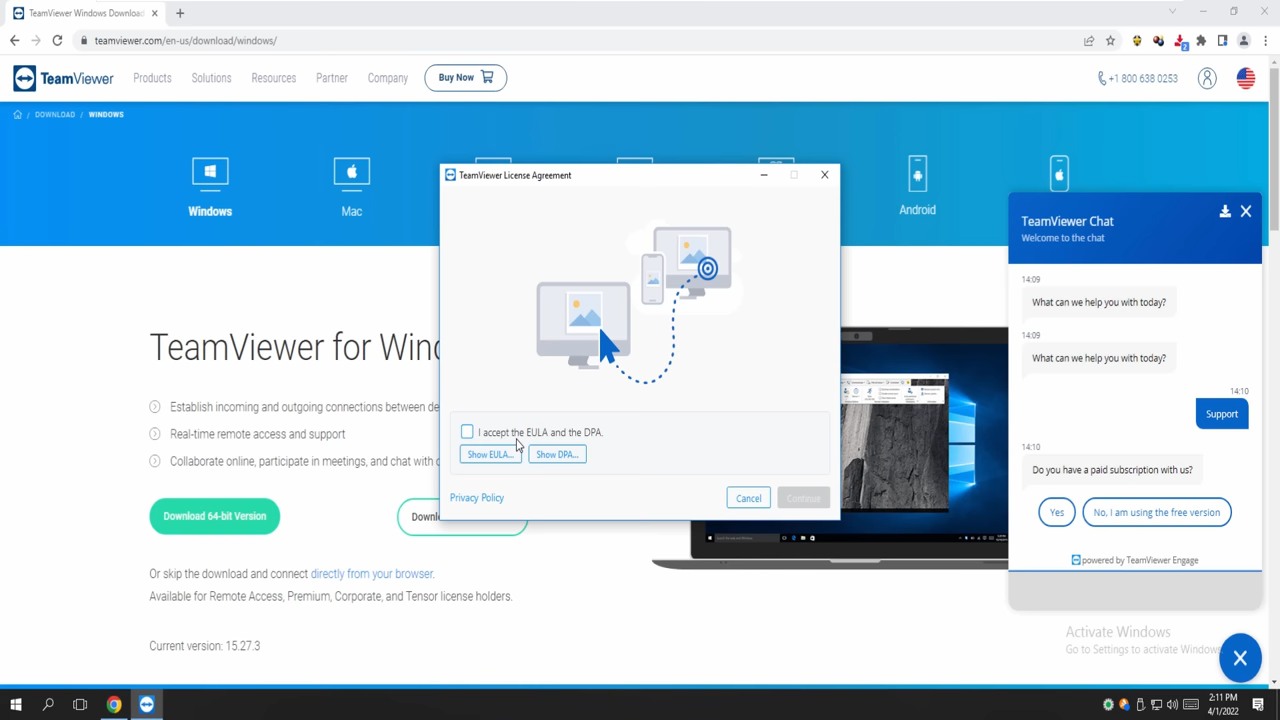 TeamViewer Windows Download
teamviewer.com/en-us/download/windows/
2
TeamViewer
Products
Solutions
Resources
Partner
Company
Buy Now
+1 800 638 0253
/ DOWNLOAD / WINDOWS
Windows
Mac
Android
TeamViewer License Agreement
TeamViewer for Wind
Establish incoming and outgoing connections between de
Real-time remote access and support
Collaborate online, participate in meetings, and chat with o
Download 64-bit Version
Downl
Or skip the download and connect directly from your browser.
Available for Remote Access, Premium, Corporate, and Tensor license holders.
Current version: 15.27.3
I accept the EULA and the DPA.
Show EULA...
Show DPA...
Privacy Policy
Cancel
Continue
TeamViewer Chat
Welcome to the chat
14:09
What can we help you with today?
14:09
What can we help you with today?
14:10
Support
14:10
Do you have a paid subscription with us?
Yes
No, I am using the free version
powered by TeamViewer Engage
Activate Windows
Go to Settings to activate Windows.
2:11 PM
4/1/2022